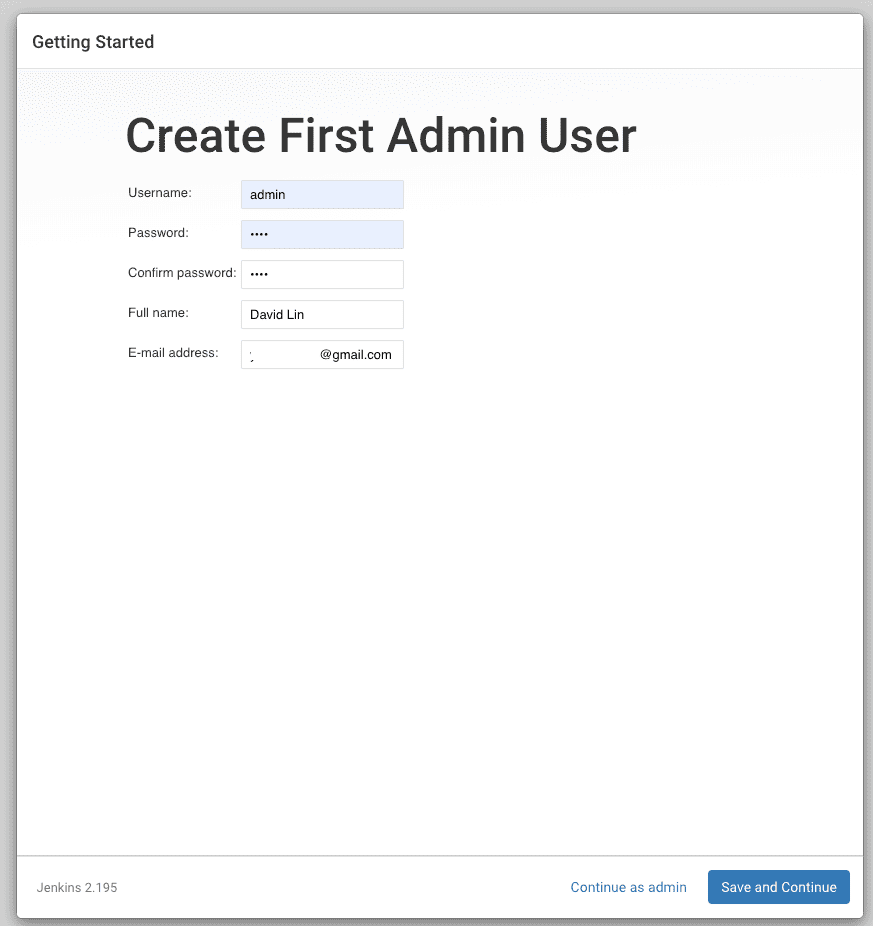 Getting Started
Create First Admin User
Username: admin
Password: ••••
Confirm password: ••••
Full name: David Lin
E-mail address: @gmail.com
Jenkins 2.195 Continue as admin Save and Continue